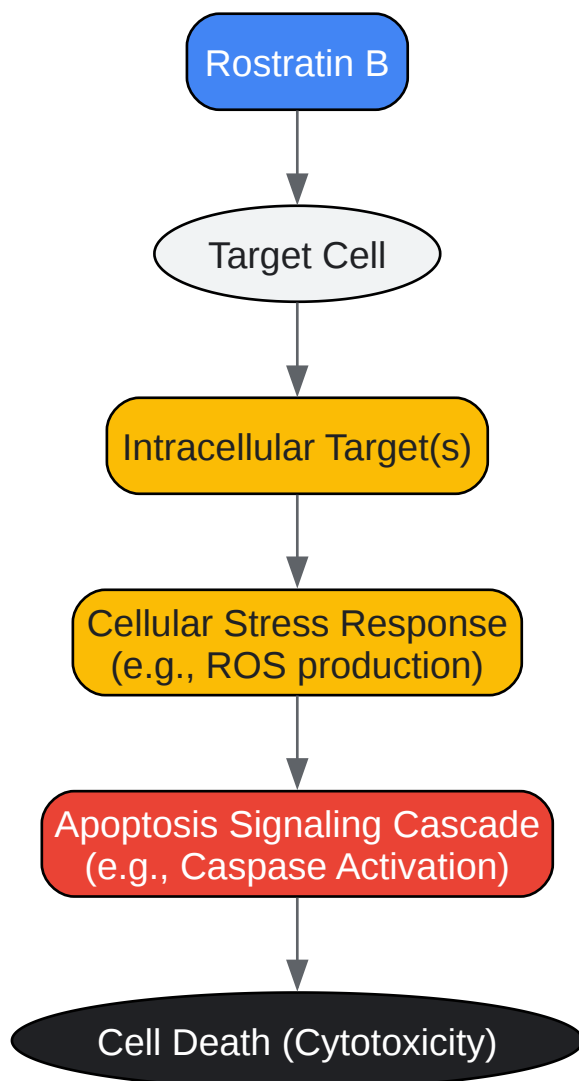 Rostratin B
Target Cell
Intracellular Target(s)
Cellular Stress Response
(e.g., ROS production)
Apoptosis Signaling Cascade
(e.g., Caspase Activation)
Cell Death (Cytotoxicity)